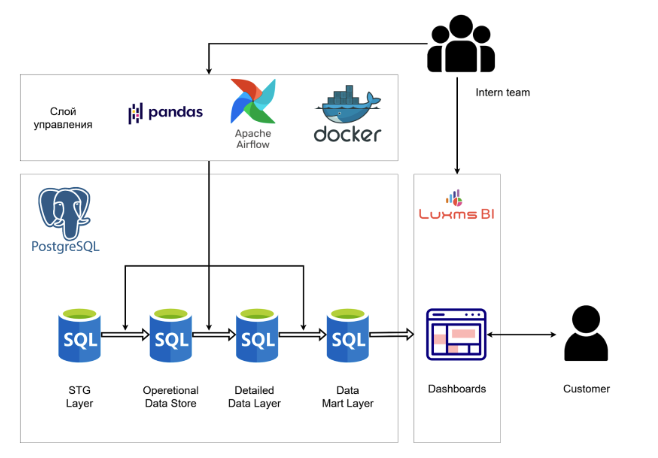 Intern team
Слой
управления
pandas
Apache
Airflow
docker
PostgreSQL
Luxms BI
SQL
SQL
SQL
SQL
STG
Layer
Operetional
Data Store
Detailed
Data Layer
Data
Mart Layer
Dashboards
Customer